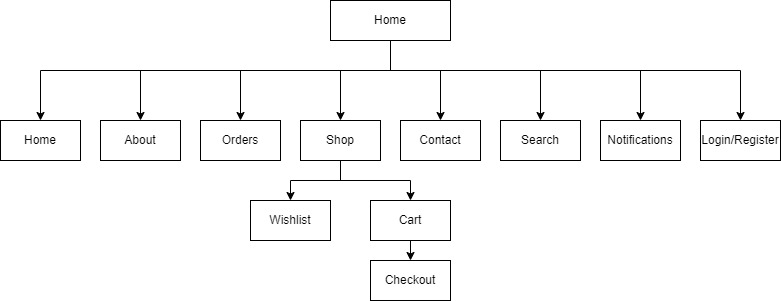 Home
Home
About
Orders
Shop
Contact
Search
Notifications
Login/Register
Wishlist
Cart
Checkout